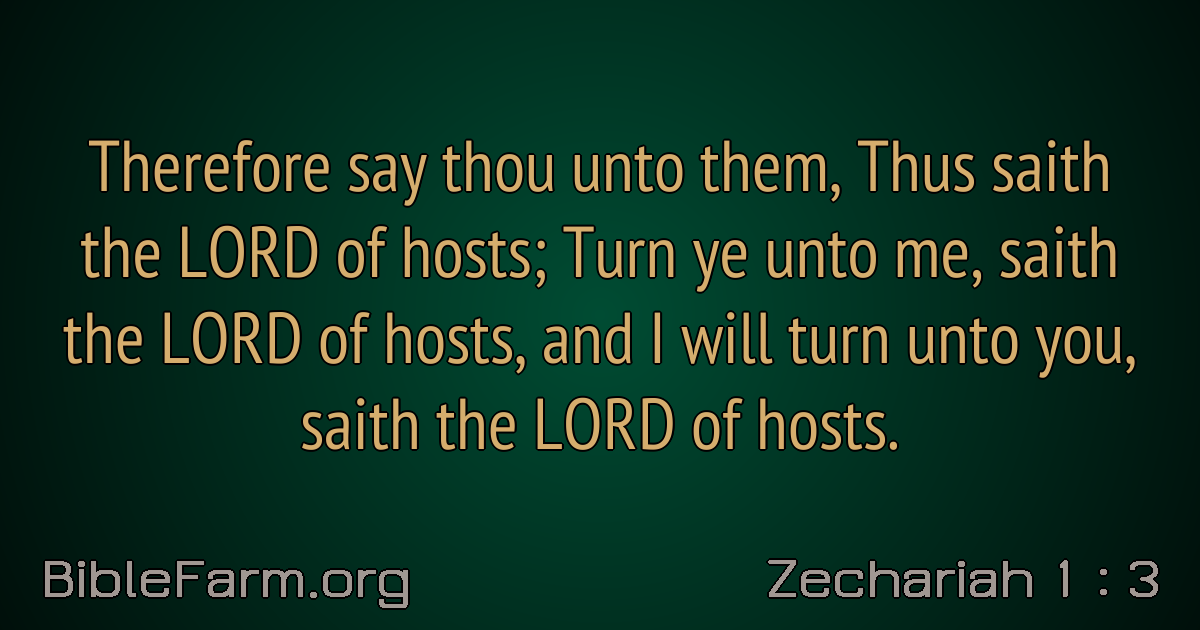 Therefore say thou unto them, Thus saith
the LORD of hosts; Turn ye unto me, saith
the LORD of hosts, and I will turn unto you,
saith the LORD of hosts.
BibleFarm.org
Zechariah 1 : 3